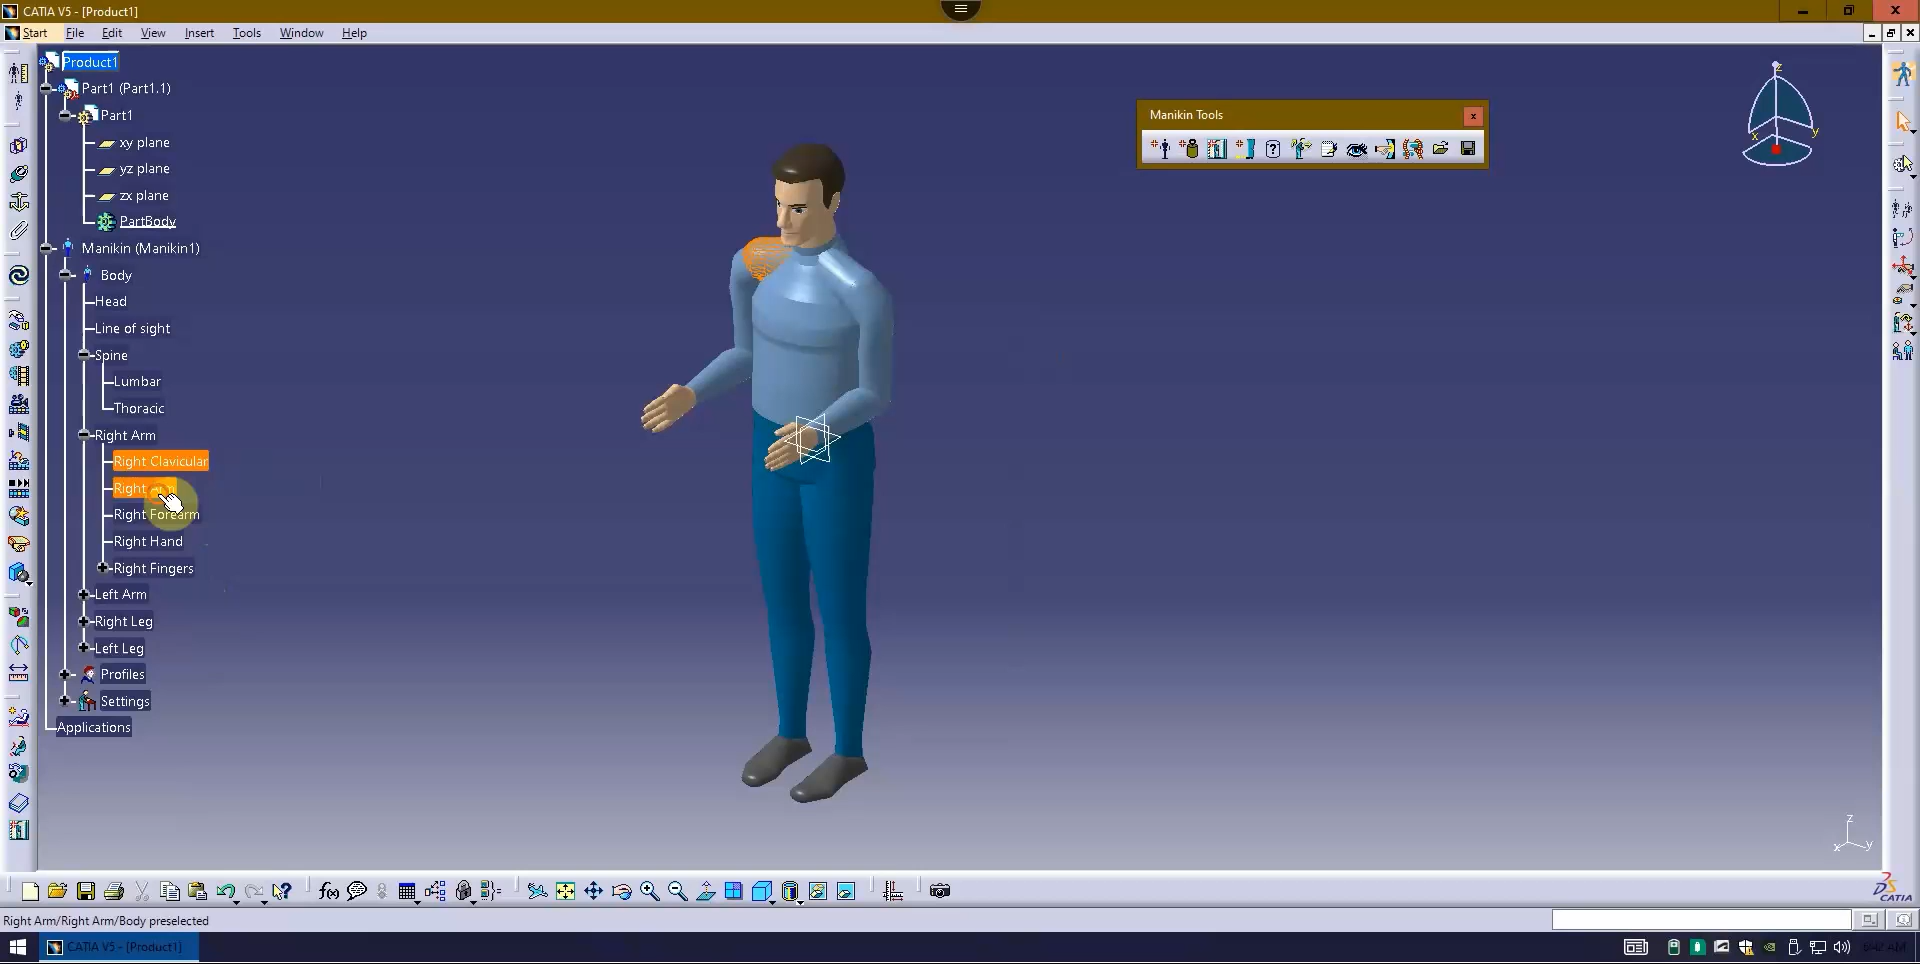 CATIA V5 - [Product1]
Start File Edit View Insert Tools Window Help
Product1
Part1 (Part1.1)
Part1
xy plane
yz plane
zx plane
PartBody
Manikin (Manikin1)
Body
Head
Line of sight
Spine
Lumbar
Thoracic
Right Arm
Right Clavicular
Right Arm
Right Forearm
Right Hand
Right Fingers
Left Arm
Right Leg
Left Leg
Profiles
Settings
Applications
Manikin Tools
z
x y
z
x y
f(x)
CATIA
Right Arm/Right Arm/Body preselected
CATIA V5 - [Product1]